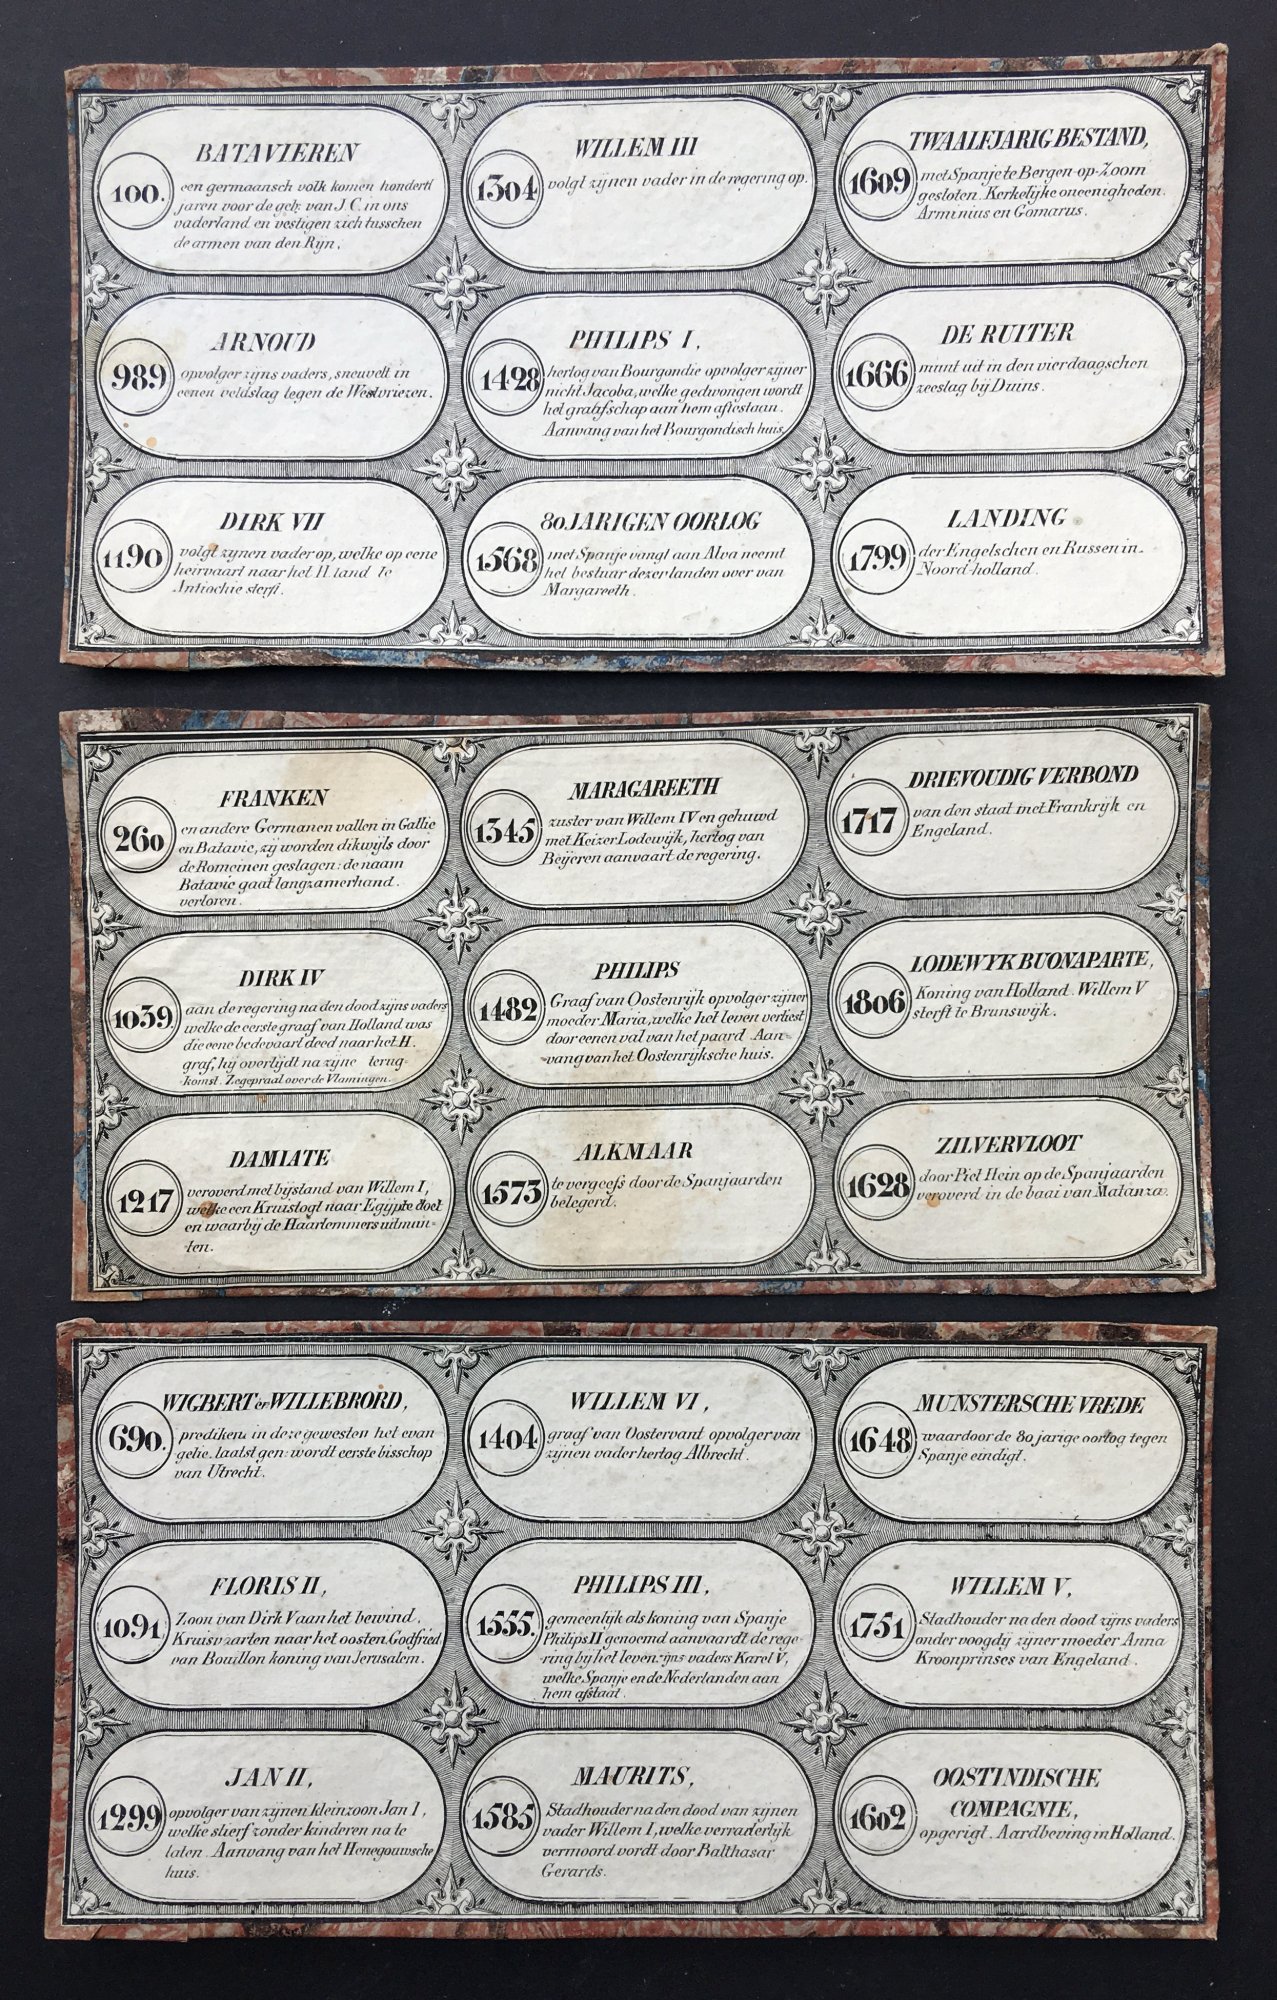 BATAVIEREN
100.
een germaansch volk komen honderd
jaren voor de geb. van J. C. in ons
vaderland en vestigen zich tusschen
de armen van den Rijn.
WILLEM III
1304
volgt zijnen vader in de regering op.
TWAALFJARIG BESTAND,
1609
met Spanje te Bergen-op-Zoom
gesloten. Kerkelijke oneenigheden.
Arminius en Gomarus.
ARNOUD
989
opvolger zijns vaders, sneuvelt in
eenen veldslag tegen de Westvriezen.
PHILIPS I,
1428
hertog van Bourgondie opvolger zijner
nicht Jacoba, welke gedwongen wordt
het graafschap aan hem aftestaan.
Aanvang van het Bourgondisch huis.
DE RUITER
1666
munt uit in den vierdaagschen
zeeslag bij Duins.
DIRK VII
1190
volgt zynen vader op, welke op eene
heirvaart naar het H. land te
Antiochie sterft.
80 JARIGEN OORLOG
1568
met Spanje vangt aan Alva neemt
het bestuur dezer landen over van
Margareeth.
LANDING
1799
der Engelschen en Russen in
Noord-holland.
FRANKEN
260
en andere Germanen vallen in Gallie
en Batavie, zij worden dikwijls door
de Romeinen geslagen: de naam
Batavie gaat langzamerhand.
verloren.
MARAGAREETH
1345
zuster van Willem IV en gehuwd
met Keizer Lodewijk, hertog van
Beijeren aanvaart de regering.
DRIEVOUDIG VERBOND
1717
van den staat met Frankrijk en
Engeland.
DIRK IV
1039.
aan de regering na den dood zijns vaders
welke de eerste graaf van Holland was
die eene bedevaart deed naar het H.
graf, hij overlijdt na zijne terug-
komst. Zegepraal over de Vlamingen.
PHILIPS
1482
Graaf van Oostenrijk opvolger zijner
moeder Maria, welke het leven verliest
door eenen val van het paard. Aan-
vang van het Oostenrijksche huis.
LODEWYK BUONAPARTE,
1806
Koning van Holland. Willem V
sterft te Brunswijk.
DAMIATE
1217
veroverd met bijstand van Willem I,
welke een Kruistogt naar Egijpte doet
en waarbij de Haarlemmers uitmun-
ten.
ALKMAAR
1573
te vergeefs door de Spanjaarden
belegerd.
ZILVERVLOOT
1628
door Piet Hein op de Spanjaarden
veroverd in de baai van Matanza.
WIGBERT en WILLEBRORD,
690.
prediken in deze gewesten het evan
gelie. laatst gen: wordt eerste bisschop
van Utrecht.
WILLEM VI,
1404
graaf van Oostervant opvolger van
zijnen vader hertog Albrecht.
MUNSTERSCHE VREDE
1648
waardoor de 80 jarige oorlog tegen
Spanje eindigt.
FLORIS II,
1091
Zoon van Dirk V aan het bewind.
Kruisvaarten naar het oosten. Godfried
van Bouillon koning van Jerusalem.
PHILIPS III,
1555.
gemeenlijk als koning van Spanje
Philips II genoemd aanvaardt de rege-
ring bij het leven zijns vaders Karel V,
welke Spanje en de Nederlanden aan
hem afstaat.
WILLEM V,
1751
Stadhouder na den dood zijns vaders
onder voogdij zijner moeder Anna
Kroonprinses van Engeland.
JAN II,
1299
opvolger van zijnen kleinzoon Jan I,
welke stierf zonder kinderen na te
laten. Aanvang van het Henegouwsche
huis.
MAURITS,
1585
Stadhouder na den dood van zijnen
vader Willem I, welke verraderlijk
vermoord wordt door Balthasar
Gerards.
OOSTINDISCHE
COMPAGNIE,
1602
opgerigt. Aardbeving in Holland.